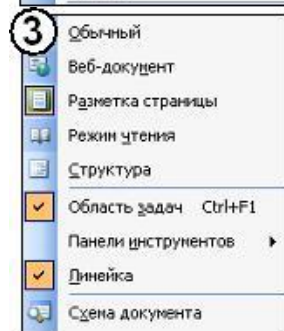 3
Обычный
Веб-документ
Разметка страницы
Режим чтения
Структура
Область задач Ctrl+F1
Панели инструментов
Линейка
Схема документа